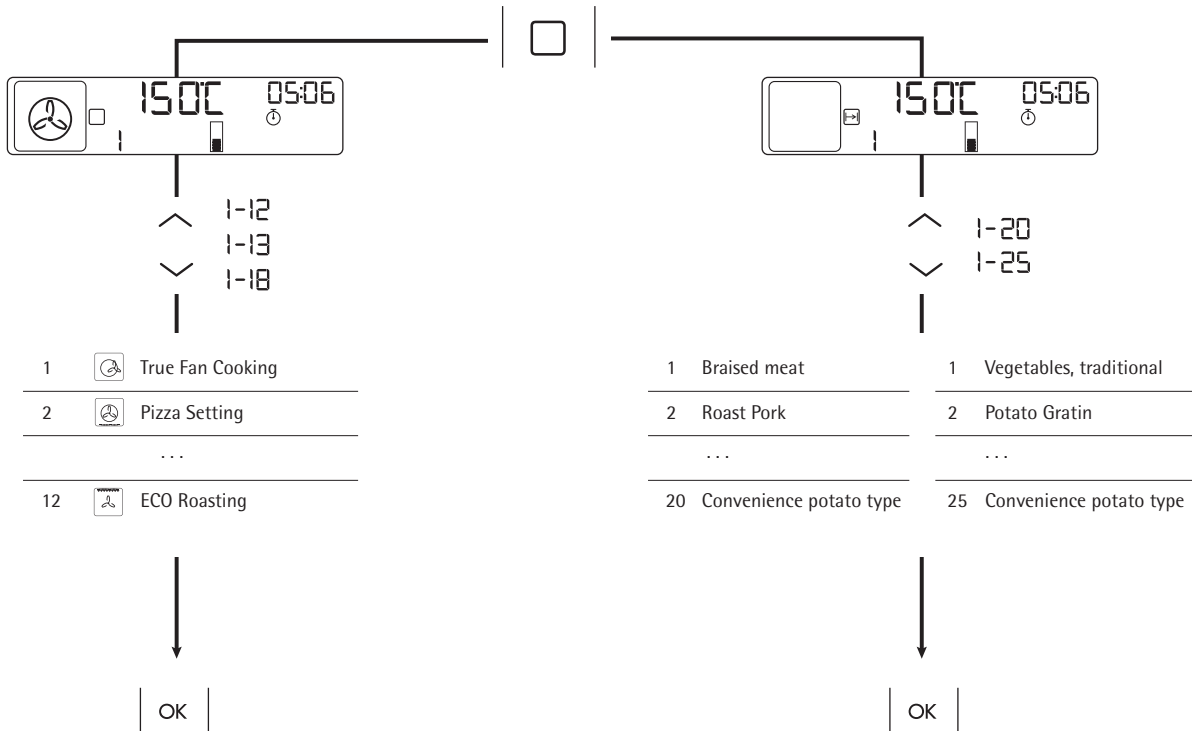 150°C 05:06
1
150°C 05:06
1
1-12
1-13
1-18
1-20
1-25
1 True Fan Cooking
2 Pizza Setting
...
12 ECO Roasting
1 Braised meat
2 Roast Pork
...
20 Convenience potato type
1 Vegetables, traditional
2 Potato Gratin
...
25 Convenience potato type
OK
OK